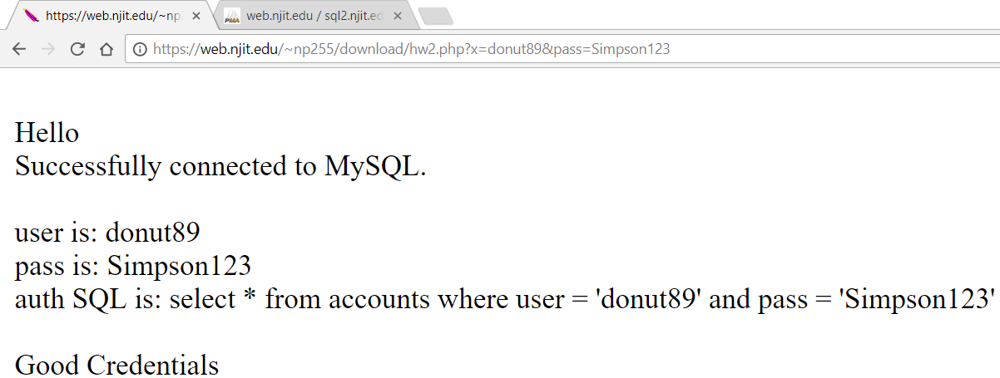 https://web.njit.edu/~np
web.njit.edu / sql2.njit.ed
https://web.njit.edu/~np255/download/hw2.php?x=donut89&pass=Simpson123
Hello
Successfully connected to MySQL.
user is: donut89
pass is: Simpson123
auth SQL is: select * from accounts where user = 'donut89' and pass = 'Simpson123'
Good Credentials